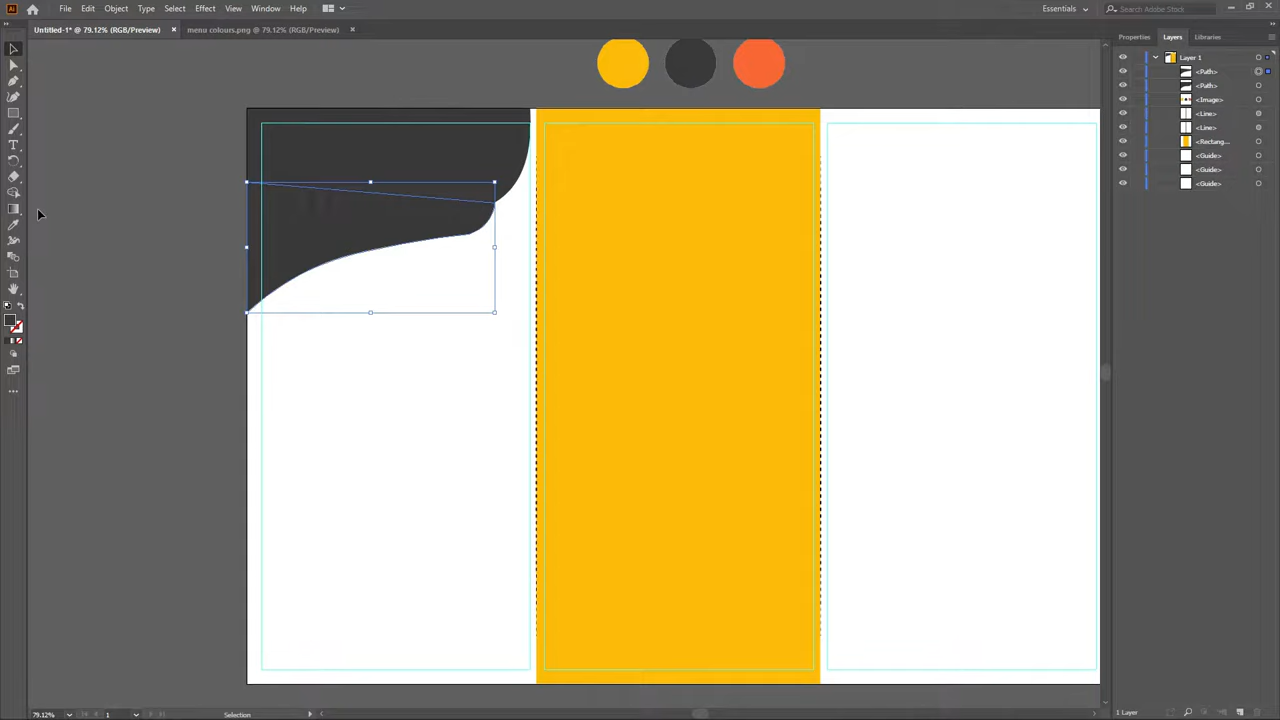 Ai File Edit Object Type Select Effect View Window Help Essentials Search Adobe Stock
Untitled-1* @ 79.12% (RGB/Preview) × menu colours.png @ 79.12% (RGB/Preview) × Properties Layers Libraries
Layer 1
<Path>
<Path>
<Image>
<Line>
<Line>
<Rectang...
<Guide>
<Guide>
<Guide>
T
79.12% 1 Selection 1 Layer